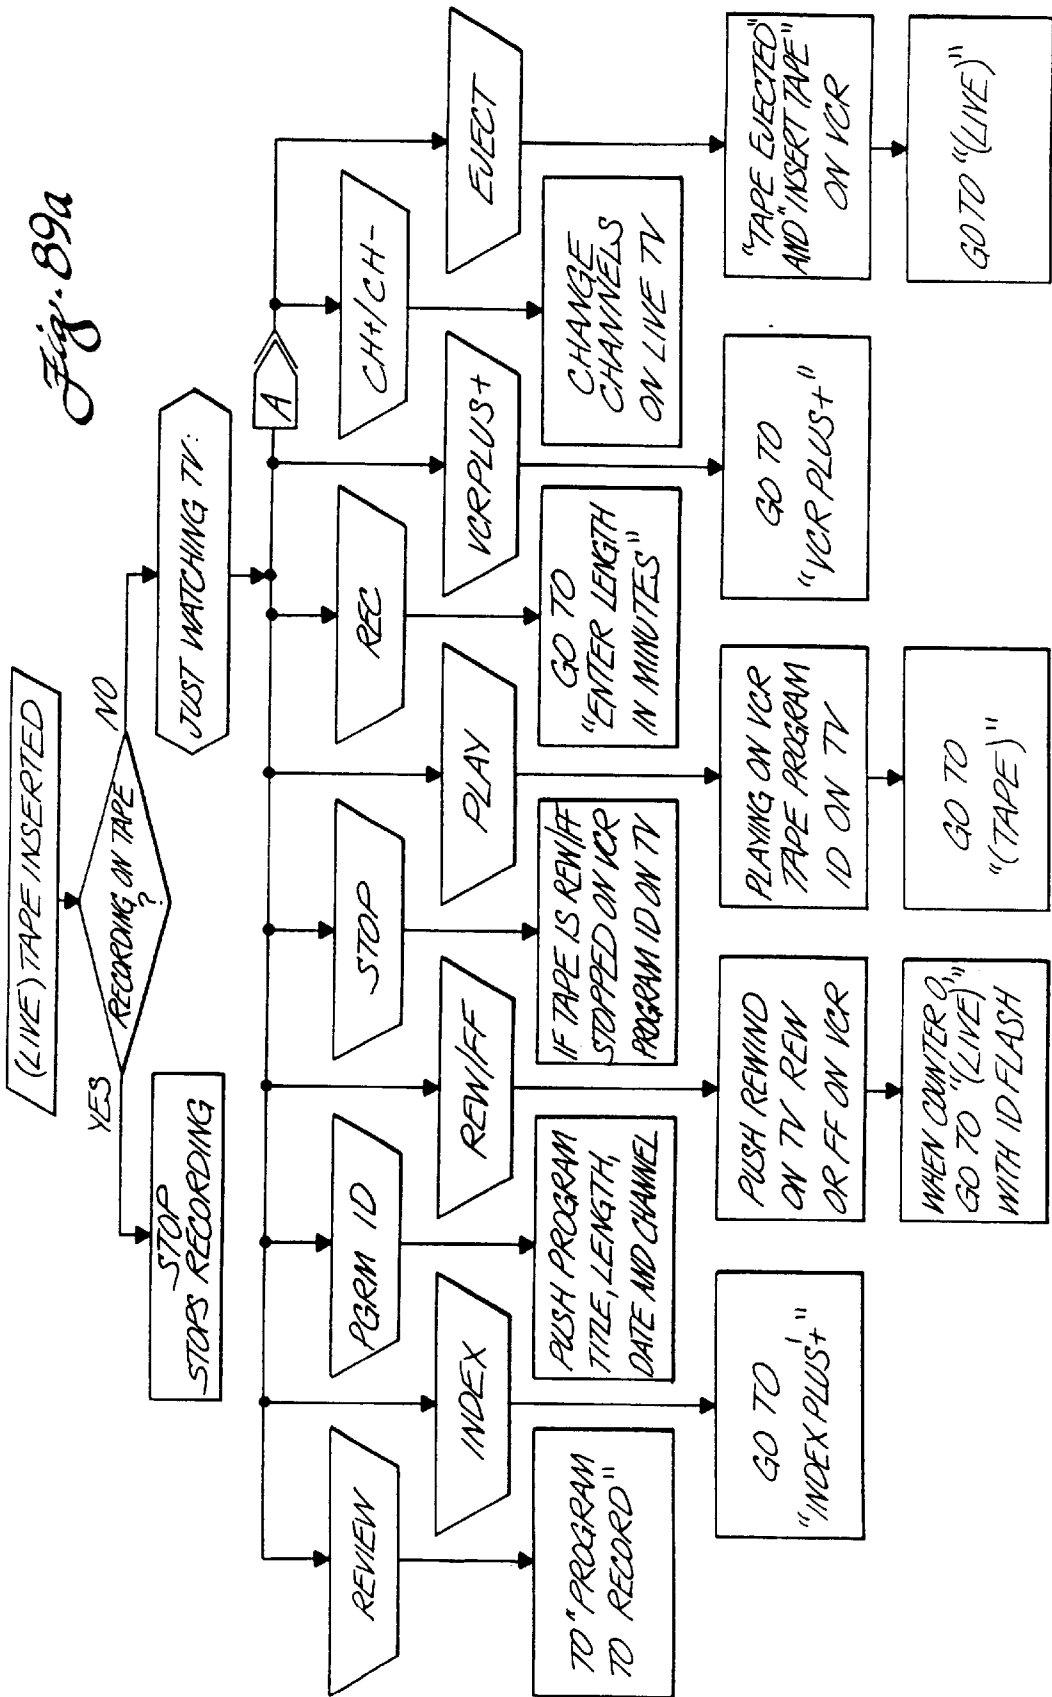 Fig. 89a
(LIVE) TAPE INSERTED
RECORDING ON TAPE
?
YES
NO
STOP
STOPS RECORDING
JUST WATCHING TV:
A
REVIEW
TO "PROGRAM
TO RECORD"
INDEX
GO TO
"INDEX PLUS+"
PGRM ID
PUSH PROGRAM
TITLE, LENGTH,
DATE AND CHANNEL
REW/FF
PUSH REWIND
ON TV REW
OR FF ON VCR
WHEN COUNTER 0,
GO TO "(LIVE)"
WITH ID FLASH
STOP
IF TAPE IS REW/FF
STOPPED ON VCR
PROGRAM ID ON TV
PLAY
PLAYING ON VCR
TAPE PROGRAM
ID ON TV
GO TO
"(TAPE)"
REC
GO TO
"ENTER LENGTH
IN MINUTES"
VCRPLUS+
GO TO
"VCR PLUS+"
CH+/CH-
CHANGE
CHANNELS
ON LIVE TV
EJECT
"TAPE EJECTED"
AND "INSERT TAPE"
ON VCR
GO TO "(LIVE)"